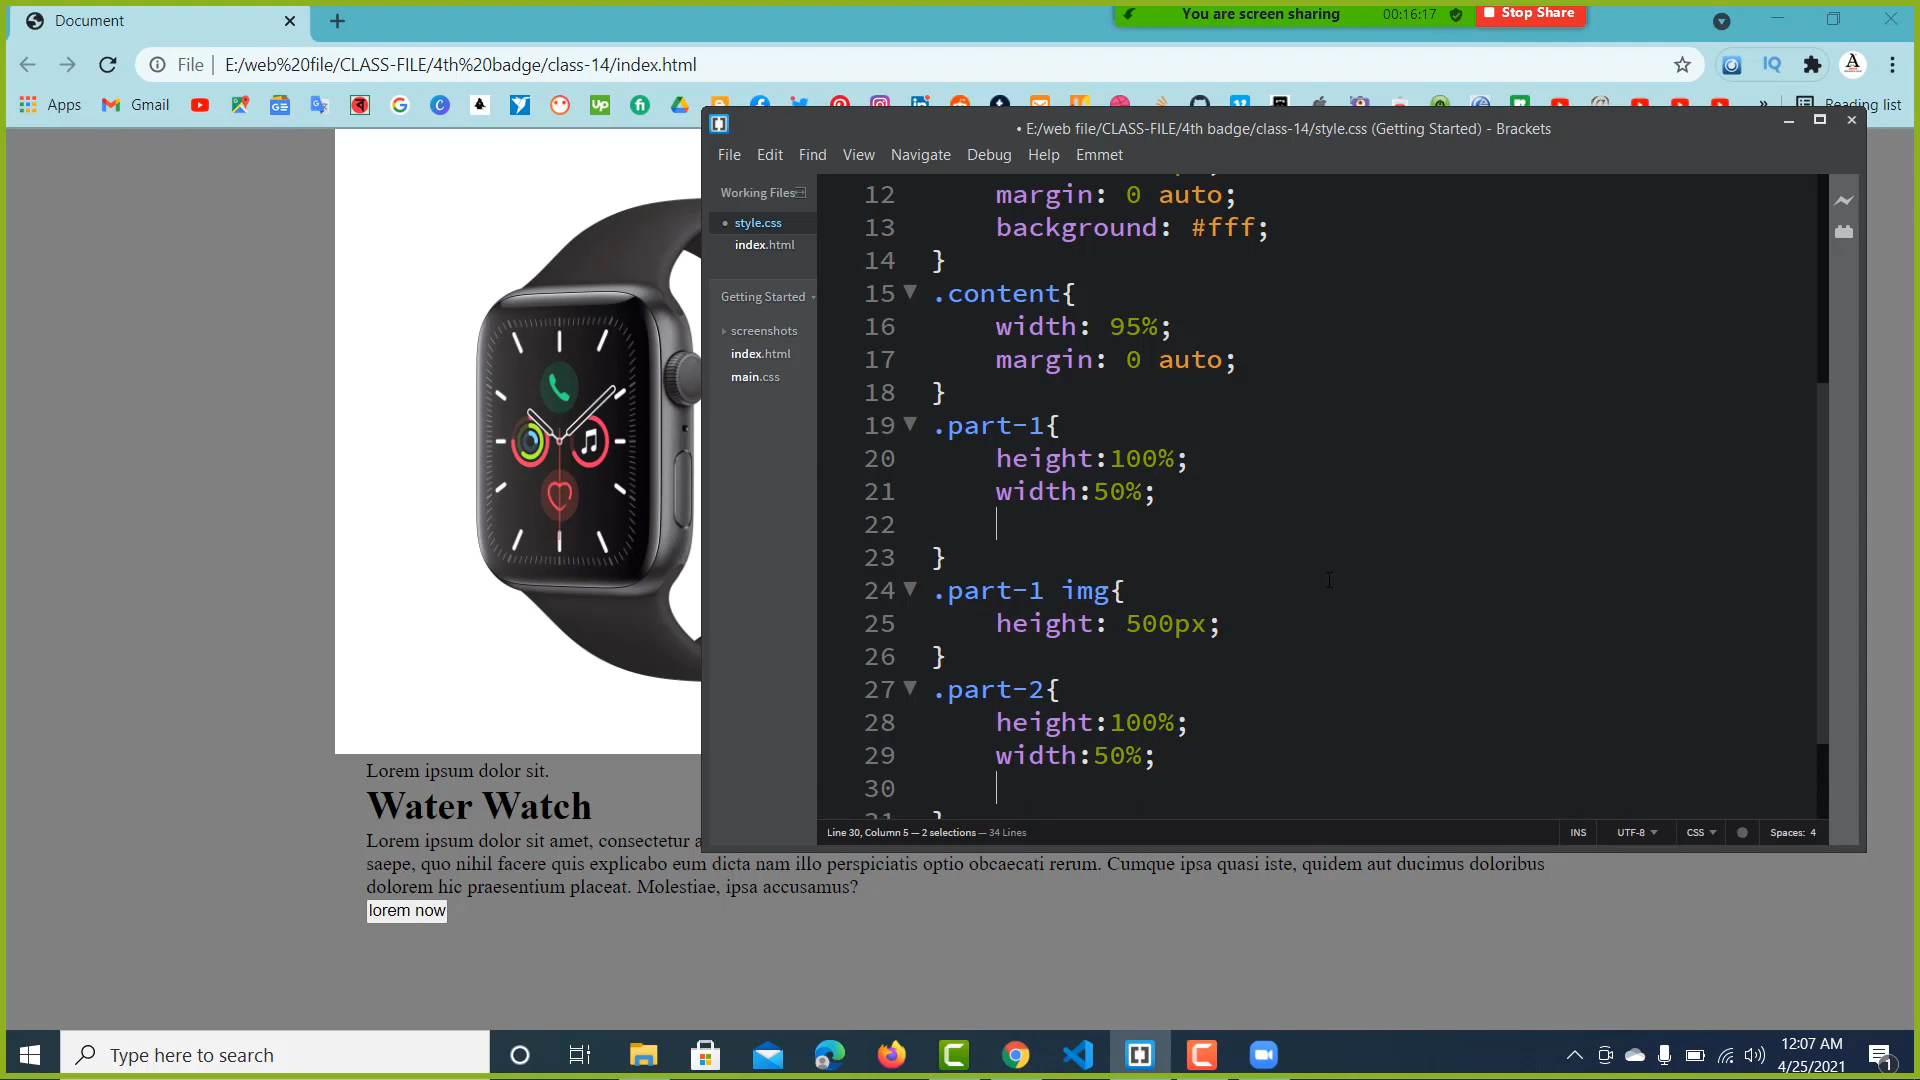 Document
You are screen sharing 00:16:17 Stop Share
File E:/web%20file/CLASS-FILE/4th%20badge/class-14/index.html
Apps Gmail Reading list
• E:/web file/CLASS-FILE/4th badge/class-14/style.css (Getting Started) - Brackets
File Edit Find View Navigate Debug Help Emmet
Working Files
• style.css
index.html
Getting Started
screenshots
index.html
main.css
12 margin: 0 auto;
13 background: #fff;
14 }
15 .content{
16 width: 95%;
17 margin: 0 auto;
18 }
19 .part-1{
20 height:100%;
21 width:50%;
22
23 }
24 .part-1 img{
25 height: 500px;
26 }
27 .part-2{
28 height:100%;
29 width:50%;
30
Line 30, Column 5 — 2 selections — 34 Lines
INS UTF-8 CSS Spaces: 4
Lorem ipsum dolor sit.
Water Watch
Lorem ipsum dolor sit amet, consectetur a
saepe, quo nihil facere quis explicabo eum dicta nam illo perspiciatis optio obcaecati rerum. Cumque ipsa quasi iste, quidem aut ducimus doloribus
dolorem hic praesentium placeat. Molestiae, ipsa accusamus?
lorem now
Type here to search
12:07 AM
4/25/2021
1